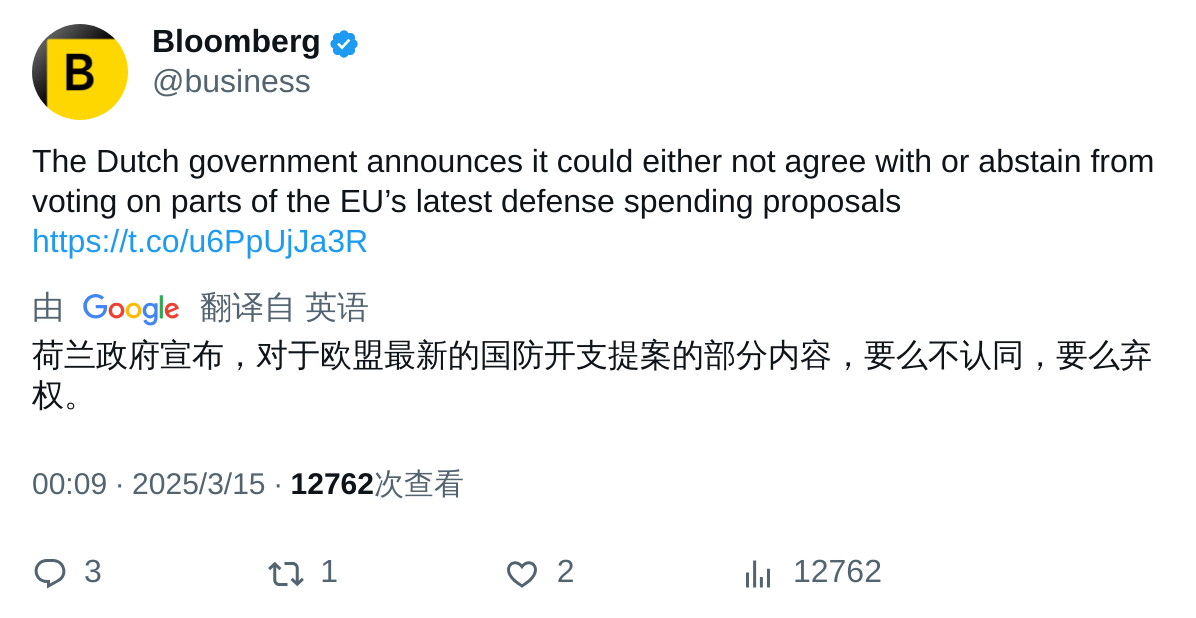 B
Bloomberg
@business
The Dutch government announces it could either not agree with or abstain from
voting on parts of the EU’s latest defense spending proposals
https://t.co/u6PpUjJa3R
由 Google 翻译自 英语
荷兰政府宣布，对于欧盟最新的国防开支提案的部分内容，要么不认同，要么弃
权。
00:09 · 2025/3/15 · 12762次查看
3 1 2 12762